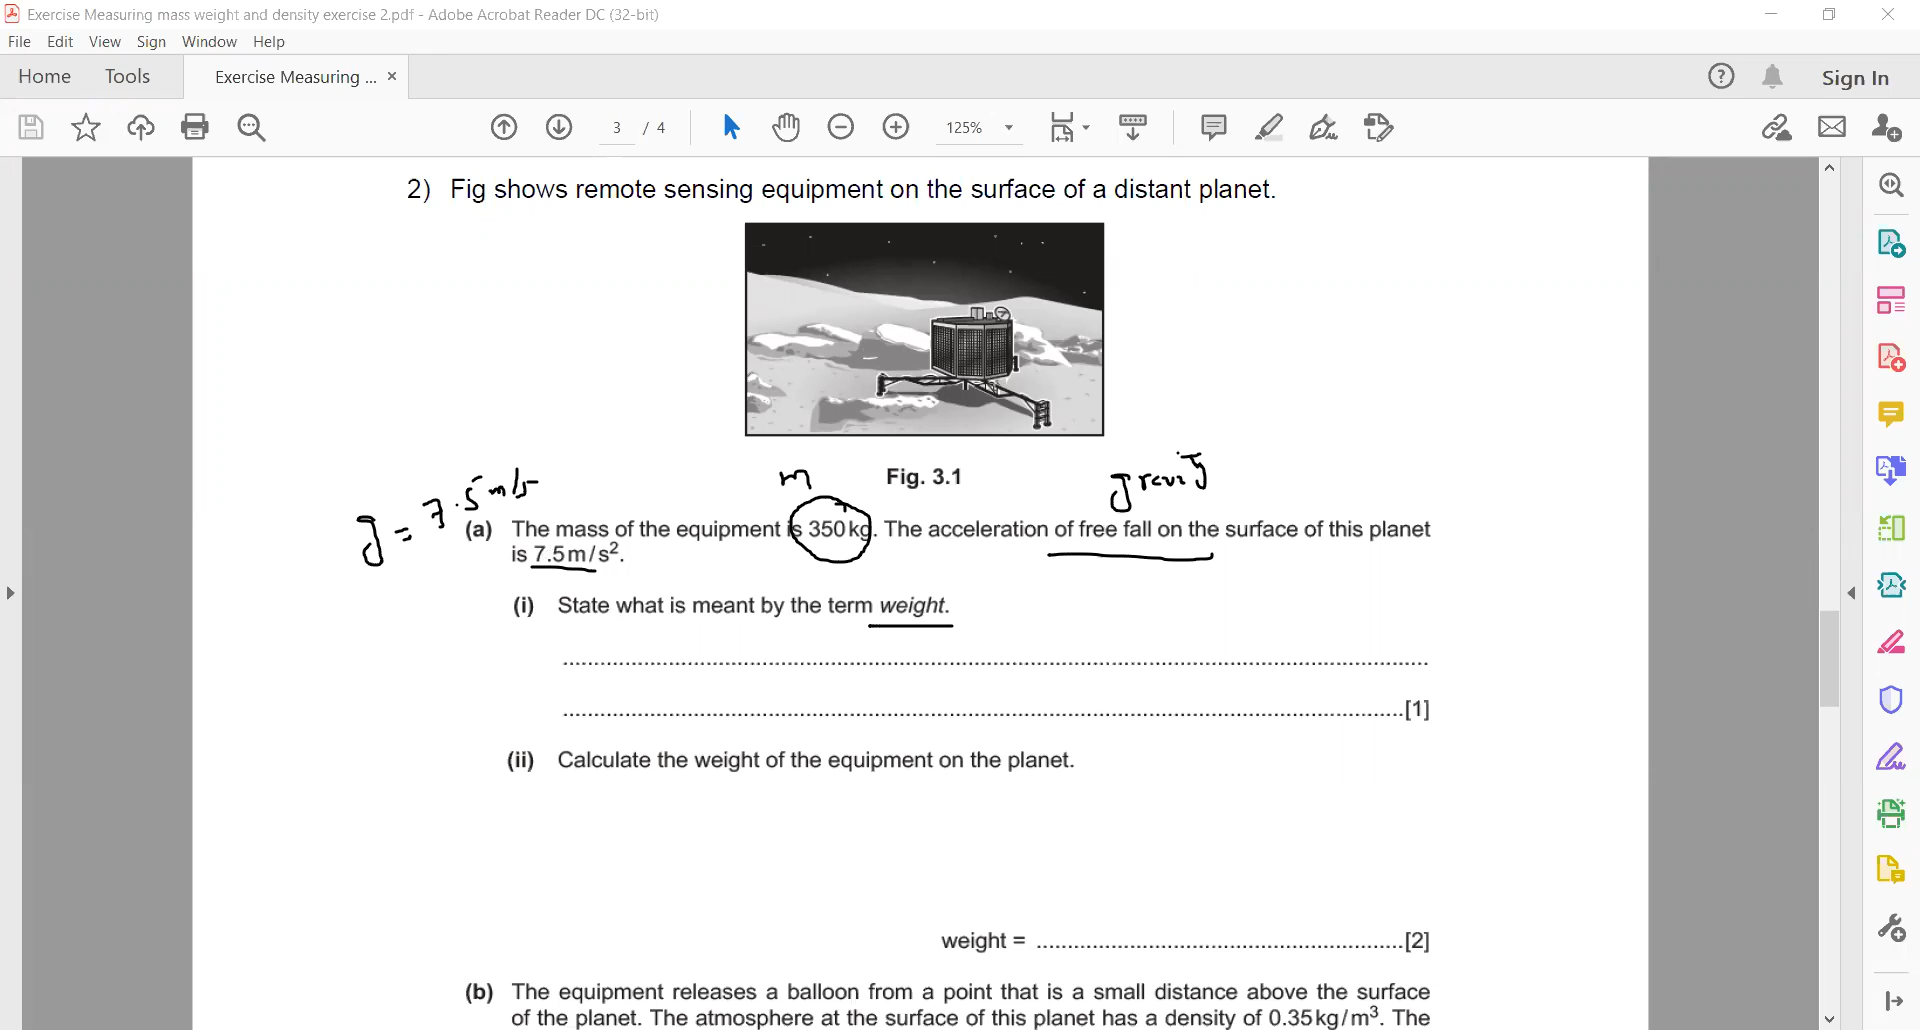 Exercise Measuring mass weight and density exercise 2.pdf - Adobe Acrobat Reader DC (32-bit)
File Edit View Sign Window Help
Home Tools Exercise Measuring ... × Sign In
3 / 4 125%
2) Fig shows remote sensing equipment on the surface of a distant planet.
m Fig. 3.1 gravity
g = 7.5 m/s
(a) The mass of the equipment is 350 kg. The acceleration of free fall on the surface of this planet
is 7.5 m/s².
(i) State what is meant by the term weight.
[1]
(ii) Calculate the weight of the equipment on the planet.
weight = [2]
(b) The equipment releases a balloon from a point that is a small distance above the surface
of the planet. The atmosphere at the surface of this planet has a density of 0.35 kg/m³. The